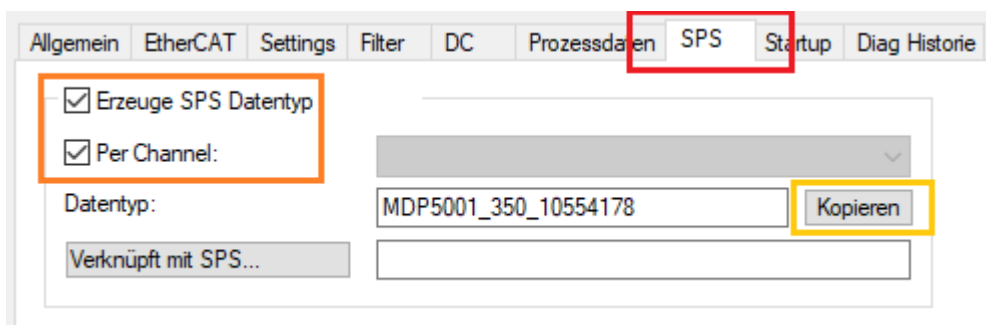 Allgemein EtherCAT Settings Filter DC Prozessdaten SPS Startup Diag Historie
Erzeuge SPS Datentyp
Per Channel:
Datentyp: MDP5001_350_10554178 Kopieren
Verknüpft mit SPS...